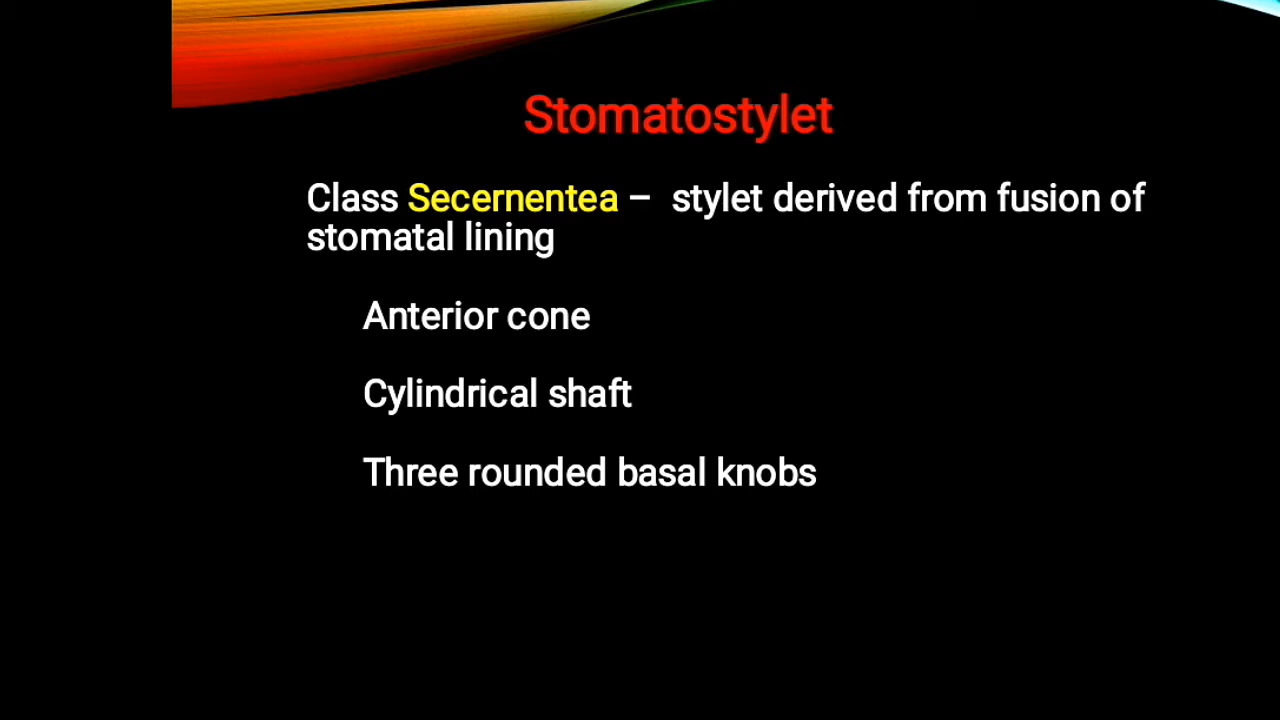 Stomatostylet
Class Secernentea – stylet derived from fusion of
stomatal lining
Anterior cone
Cylindrical shaft
Three rounded basal knobs